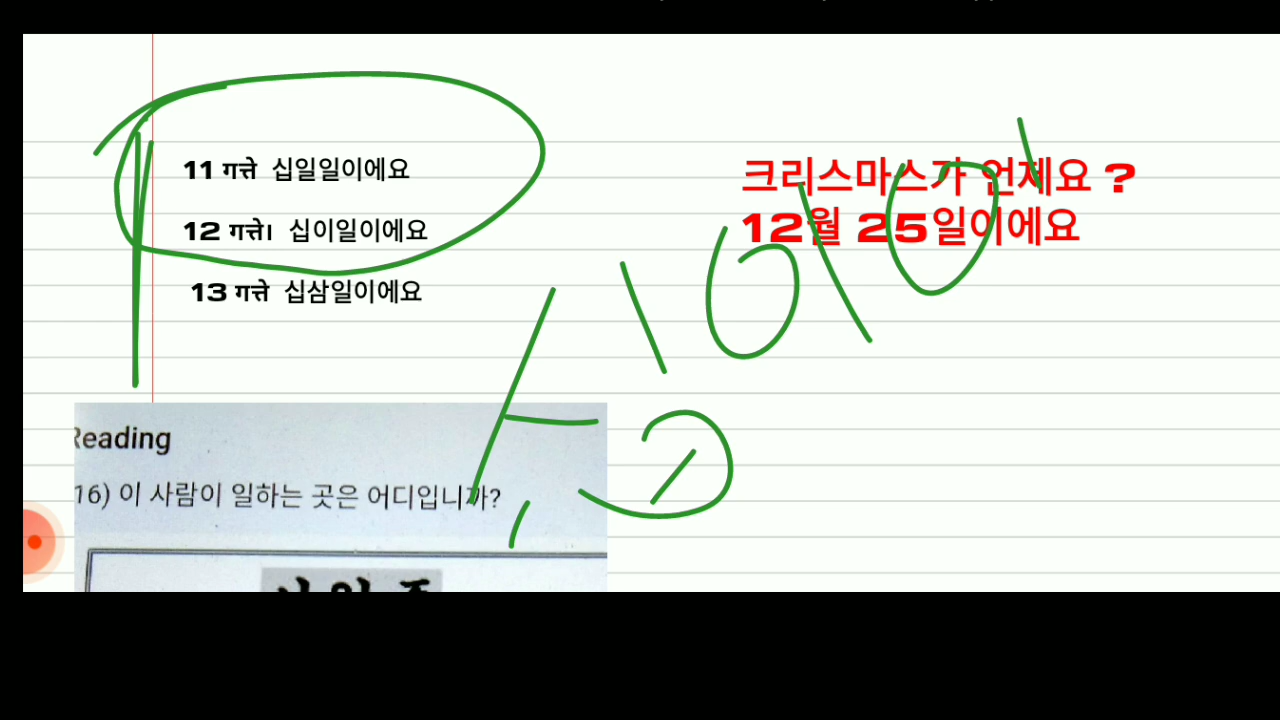 11 गत्ते 십일일이에요
12 गत्ते। 십이일이에요
13 गत्ते 십삼일이에요
크리스마스가 언제요 ?
12월 25일이에요
Reading
16) 이 사람이 일하는 곳은 어디입니까?